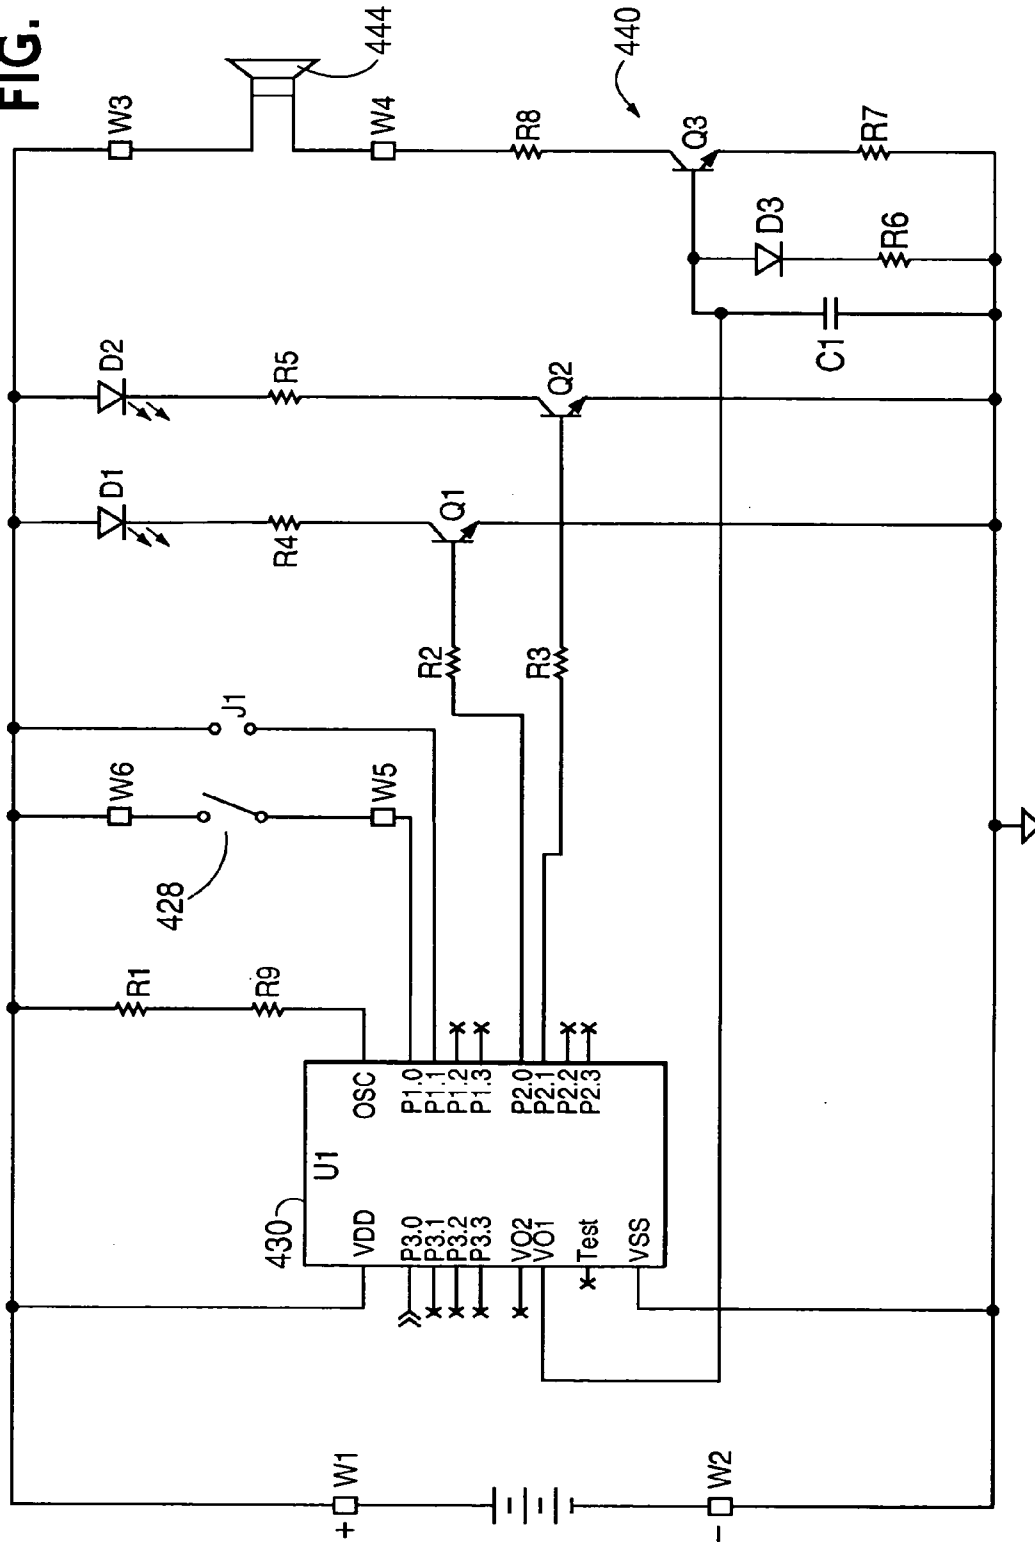 FIG.
W3
444
W4
R8
440
Q3
R7
D3
R6
C1
D2
R5
Q2
D1
R4
Q1
R2
R3
J1
W6
W5
428
R1
R9
430
U1
VDD
OSC
P3.0
P3.1
P3.2
P3.3
VO2
VO1
Test
VSS
P1.0
P1.1
P1.2
P1.3
P2.0
P2.1
P2.2
P2.3
+
W1
−
W2